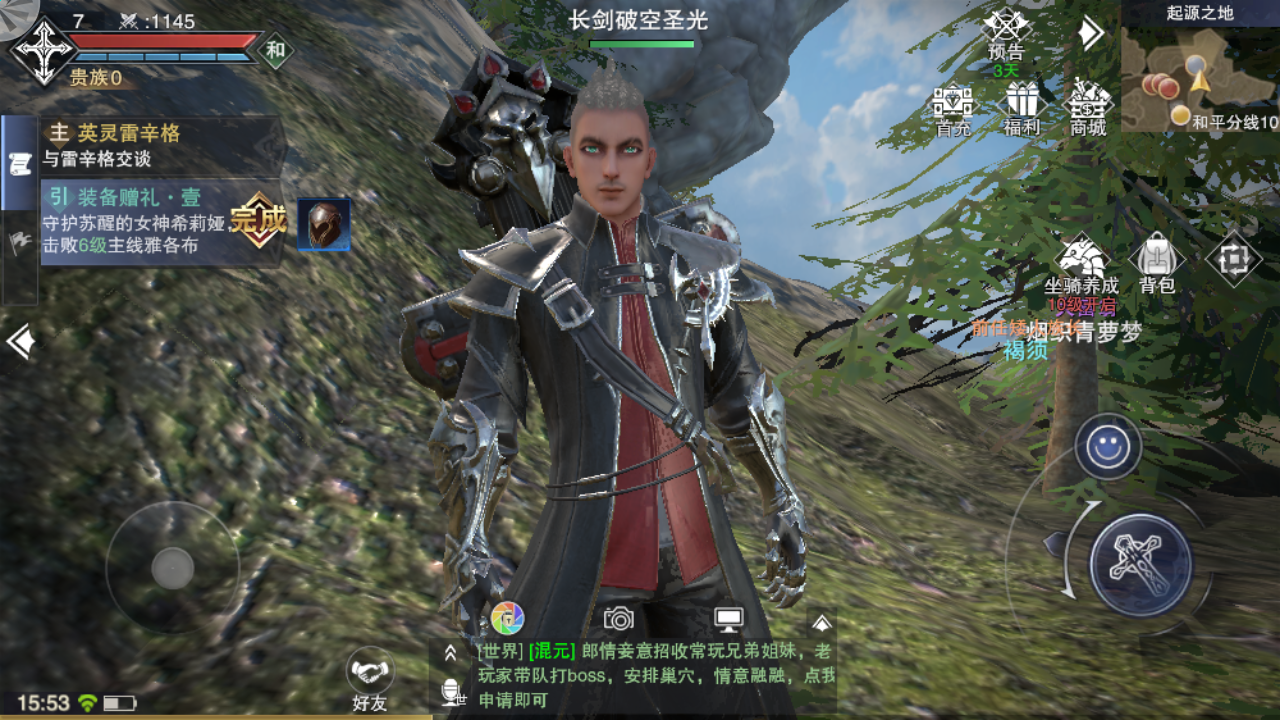 7
:1145
和
贵族0
主 英灵雷辛格
与雷辛格交谈
引 装备赠礼·壹
守护苏醒的女神希莉娅
击败6级主线雅各布
完成
长剑破空圣光
预告
3天
首充
福利
商城
起源之地
和平分线10
坐骑养成
10级开启
背包
织青萝梦
褐须
[世界] [混元] 郎情妾意招收常玩兄弟姐妹，老
玩家带队打boss，安排巢穴，情意融融，点我
申请即可
世
好友
15:53